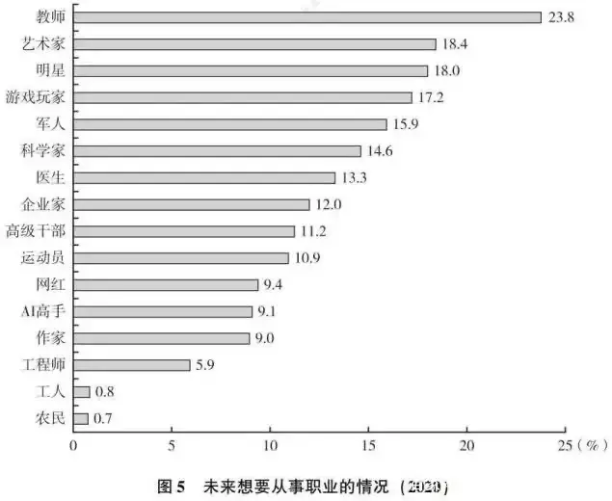 教师 23.8
艺术家 18.4
明星 18.0
游戏玩家 17.2
军人 15.9
科学家 14.6
医生 13.3
企业家 12.0
高级干部 11.2
运动员 10.9
网红 9.4
AI高手 9.1
作家 9.0
工程师 5.9
工人 0.8
农民 0.7
0 5 10 15 20 25 (%)
图 5 未来想要从事职业的情况 (2020)